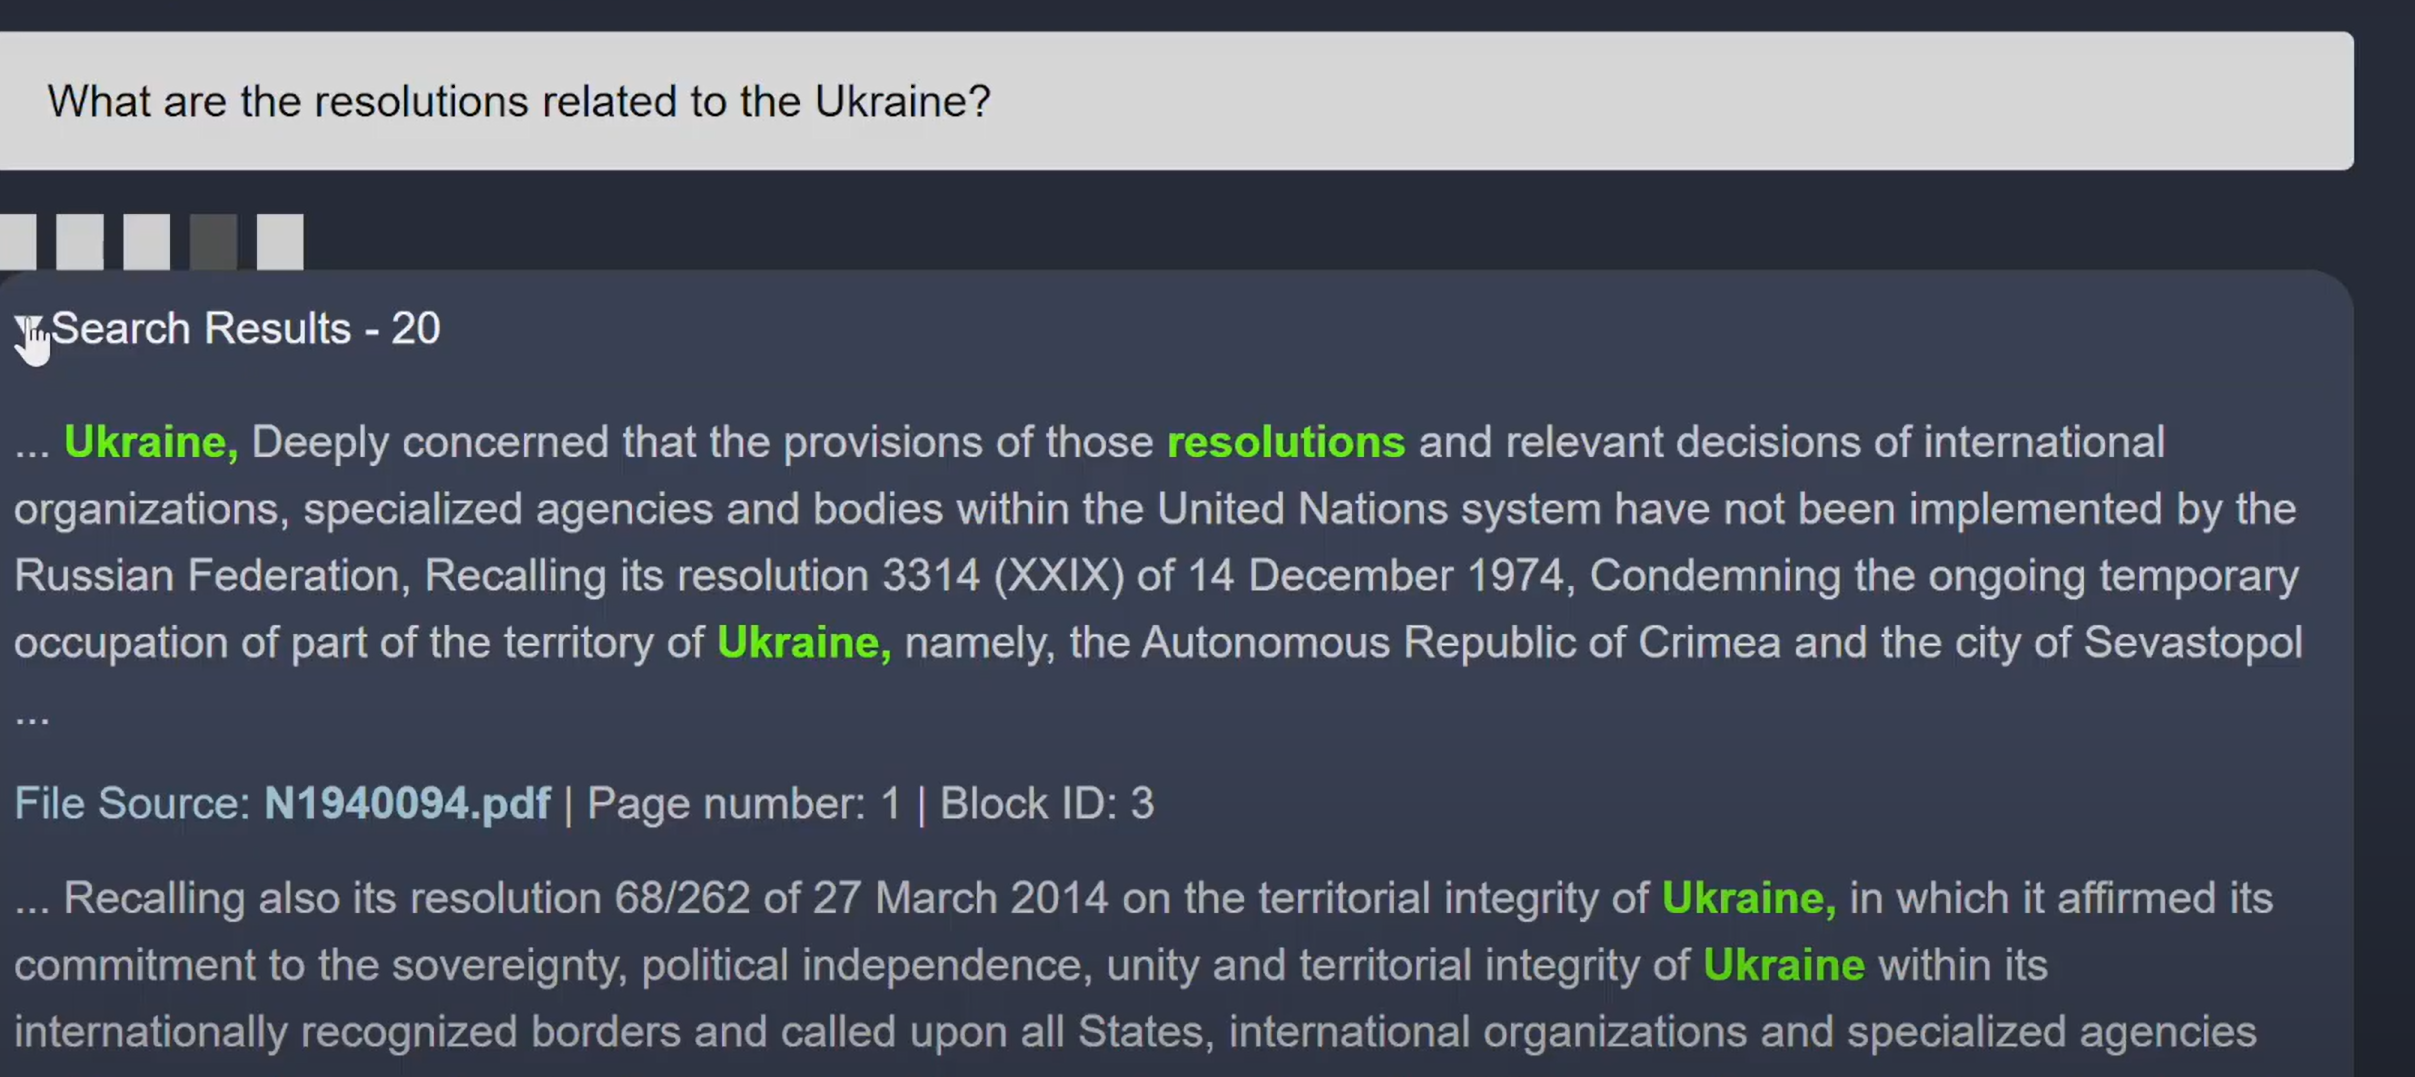 What are the resolutions related to the Ukraine?
Search Results - 20
... Ukraine, Deeply concerned that the provisions of those resolutions and relevant decisions of international
organizations, specialized agencies and bodies within the United Nations system have not been implemented by the
Russian Federation, Recalling its resolution 3314 (XXIX) of 14 December 1974, Condemning the ongoing temporary
occupation of part of the territory of Ukraine, namely, the Autonomous Republic of Crimea and the city of Sevastopol
...
File Source: N1940094.pdf | Page number: 1 | Block ID: 3
... Recalling also its resolution 68/262 of 27 March 2014 on the territorial integrity of Ukraine, in which it affirmed its
commitment to the sovereignty, political independence, unity and territorial integrity of Ukraine within its
internationally recognized borders and called upon all States, international organizations and specialized agencies